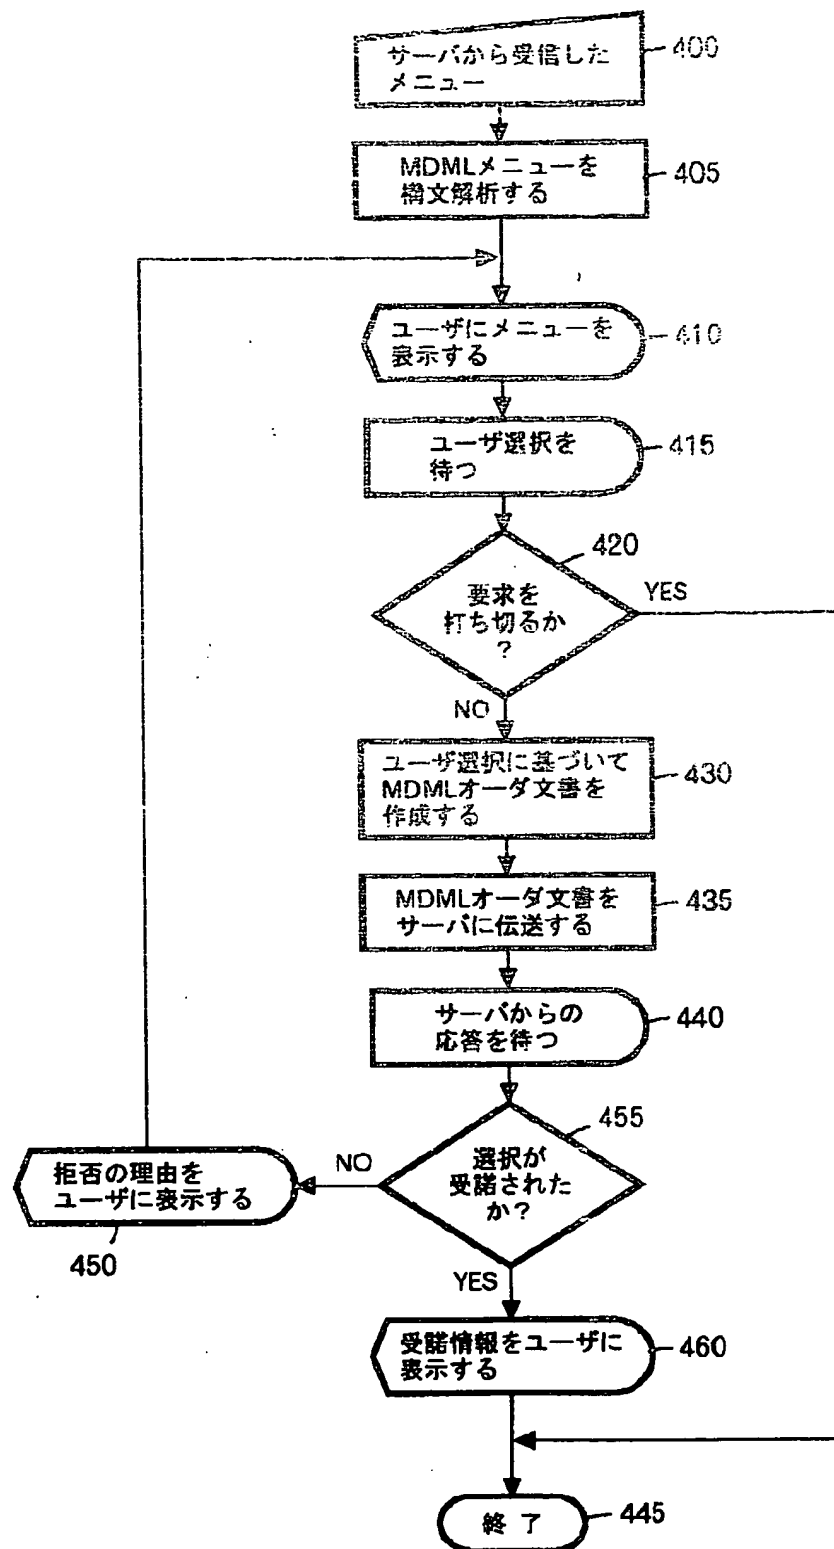 サーバから受信した
メニュー
400
MDMLメニューを
構文解析する
405
ユーザにメニューを
表示する
410
ユーザ選択を
待つ
415
420
要求を
打ち切るか
?
YES
NO
ユーザ選択に基づいて
MDMLオーダ文書を
作成する
430
MDMLオーダ文書を
サーバに伝送する
435
サーバからの
応答を待つ
440
455
選択が
受諾された
か?
NO
拒否の理由を
ユーザに表示する
450
YES
受諾情報をユーザに
表示する
460
終 了
445